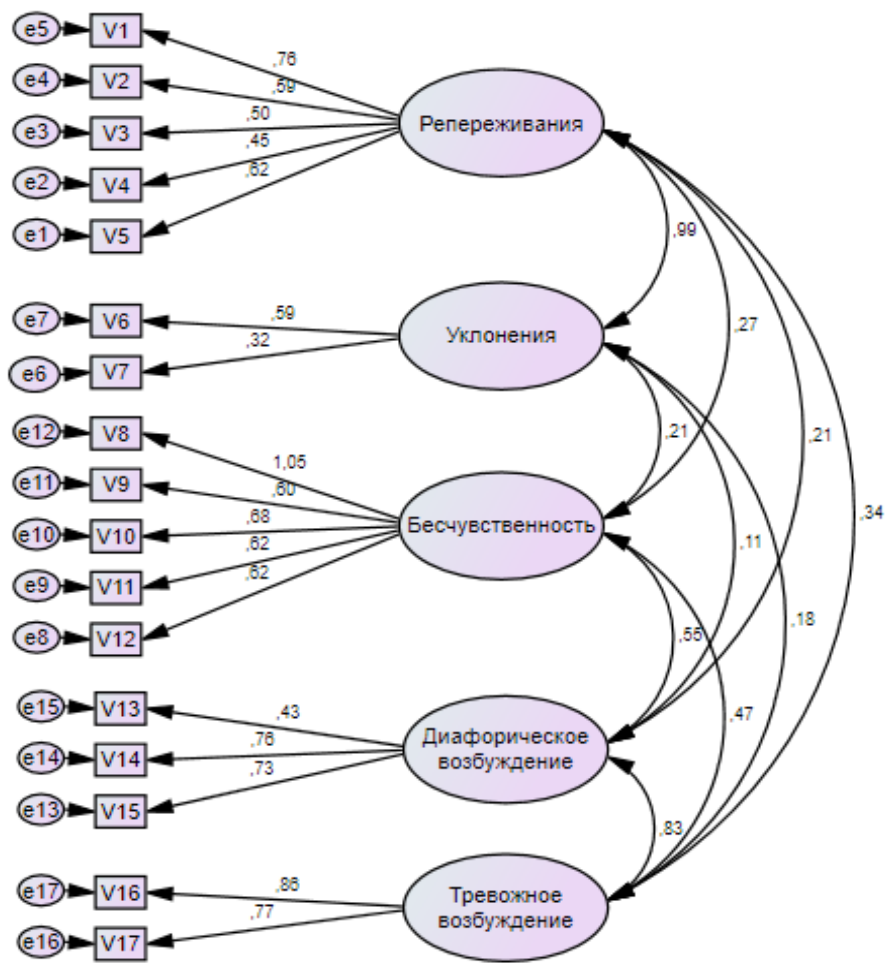 e5 V1
,76
e4 V2
,59
e3 V3
,50
e2 V4
,45
e1 V5
,62
Репереживания
,99
,27
e7 V6
,59
e6 V7
,32
Уклонения
,21
,21
,34
e12 V8
1,05
e11 V9
,60
e10 V10
,68
e9 V11
,62
e8 V12
,62
Бесчувственность
,11
,18
,55
,47
e15 V13
,43
e14 V14
,76
e13 V15
,73
Диафорическое
возбуждение
,83
e17 V16
,86
e16 V17
,77
Тревожное
возбуждение